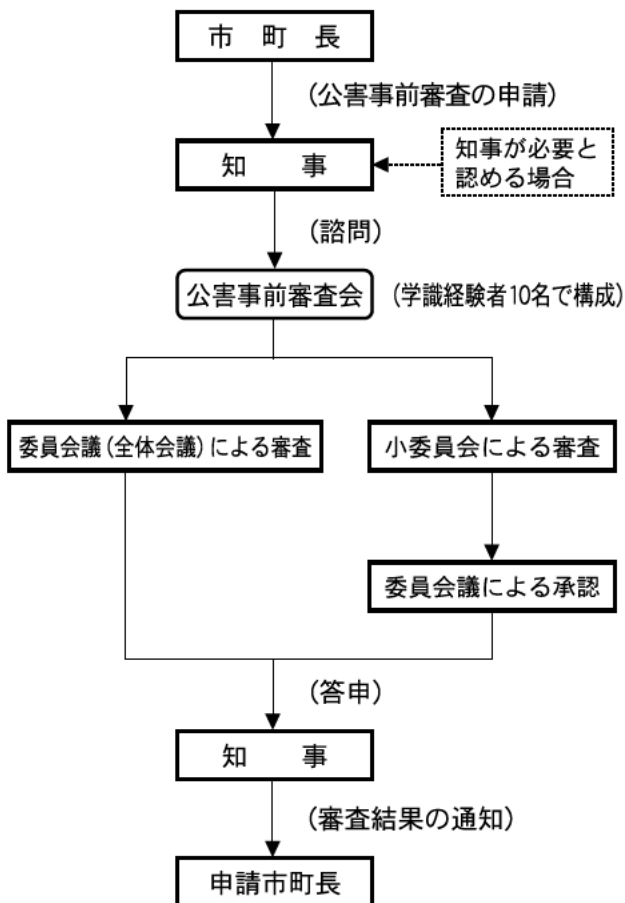 市町長
(公害事前審査の申請)
知事
知事が必要と
認める場合
(諮問)
公害事前審査会
(学識経験者10名で構成)
委員会議(全体会議)による審査
小委員会による審査
委員会議による承認
(答申)
知事
(審査結果の通知)
申請市町長